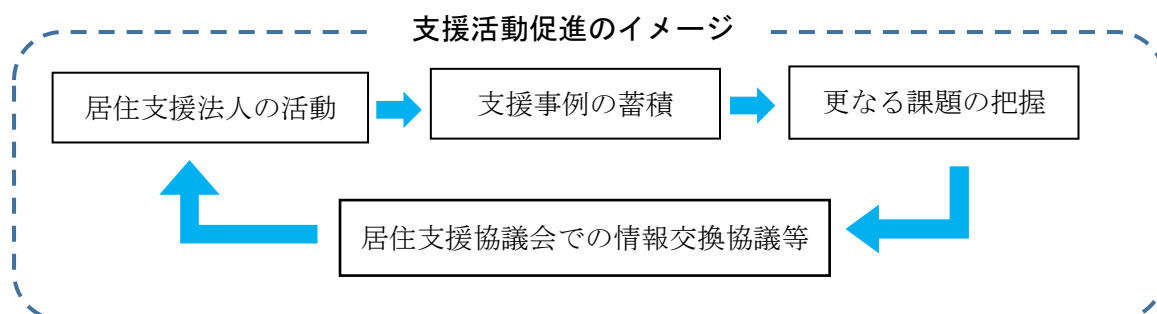 支援活動促進のイメージ
居住支援法人の活動
支援事例の蓄積
更なる課題の把握
居住支援協議会での情報交換協議等